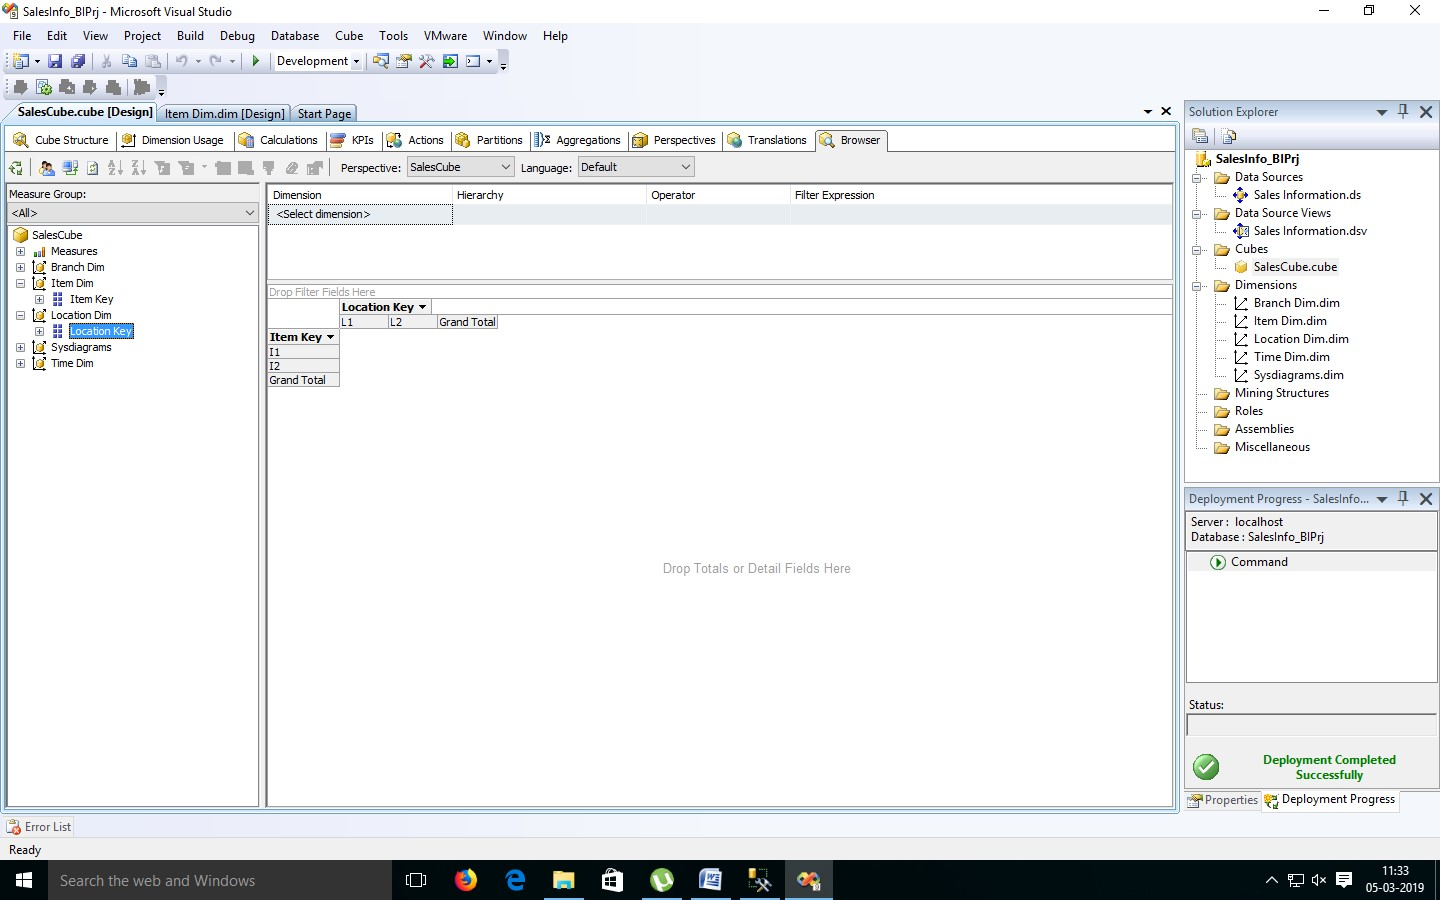 SalesInfo_BIPrj - Microsoft Visual Studio
File Edit View Project Build Debug Database Cube Tools VMware Window Help
Development
SalesCube.cube [Design] Item Dim.dim [Design] Start Page
Cube Structure Dimension Usage Calculations KPIs Actions Partitions Aggregations Perspectives Translations Browser
Perspective: SalesCube Language: Default
Measure Group:
<All>
SalesCube
Measures
Branch Dim
Item Dim
Item Key
Location Dim
Location Key
Sysdiagrams
Time Dim
Dimension Hierarchy Operator Filter Expression
<Select dimension>
Drop Filter Fields Here
Location Key
L1 L2 Grand Total
Item Key
I1
I2
Grand Total
Drop Totals or Detail Fields Here
Solution Explorer
SalesInfo_BIPrj
Data Sources
Sales Information.ds
Data Source Views
Sales Information.dsv
Cubes
SalesCube.cube
Dimensions
Branch Dim.dim
Item Dim.dim
Location Dim.dim
Time Dim.dim
Sysdiagrams.dim
Mining Structures
Roles
Assemblies
Miscellaneous
Deployment Progress - SalesInfo...
Server : localhost
Database : SalesInfo_BIPrj
Command
Status:
Deployment Completed
Successfully
Properties Deployment Progress
Error List
Ready
Search the web and Windows
11:33
05-03-2019